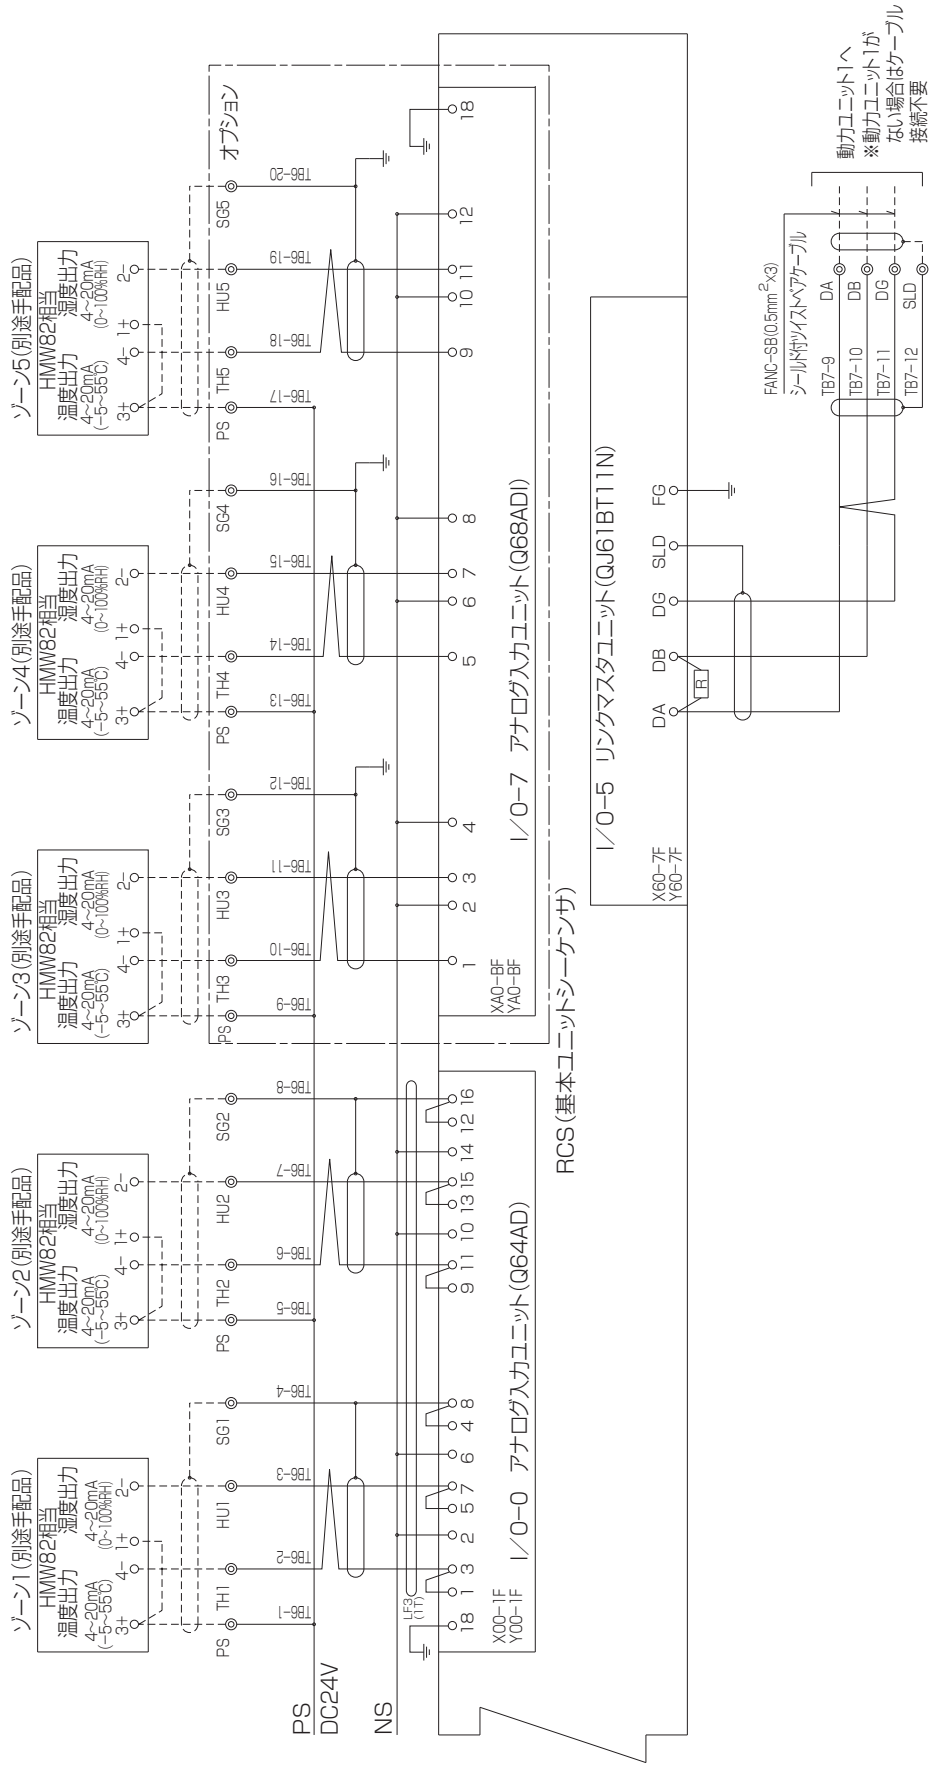 ゾーン1(別途手配品)
HMW82相当
温度出力
4~20mA
(-5~55℃)
湿度出力
4~20mA
(0~100%RH)
3+
4-
1+
2-
PS
TH1
HU1
SG1
TB6-1
TB6-2
TB6-3
TB6-4
ゾーン2(別途手配品)
HMW82相当
温度出力
4~20mA
(-5~55℃)
湿度出力
4~20mA
(0~100%RH)
3+
4-
1+
2-
PS
TH2
HU2
SG2
TB6-5
TB6-6
TB6-7
TB6-8
ゾーン3(別途手配品)
HMW82相当
温度出力
4~20mA
(-5~55℃)
湿度出力
4~20mA
(0~100%RH)
3+
4-
1+
2-
PS
TH3
HU3
SG3
TB6-9
TB6-10
TB6-11
TB6-12
ゾーン4(別途手配品)
HMW82相当
温度出力
4~20mA
(-5~55℃)
湿度出力
4~20mA
(0~100%RH)
3+
4-
1+
2-
PS
TH4
HU4
SG4
TB6-13
TB6-14
TB6-15
TB6-16
ゾーン5(別途手配品)
HMW82相当
温度出力
4~20mA
(-5~55℃)
湿度出力
4~20mA
(0~100%RH)
3+
4-
1+
2-
PS
TH5
HU5
SG5
TB6-17
TB6-18
TB6-19
TB6-20
オプション
PS
DC24V
NS
LF3
(1T)
18
1
3
2
5
7
6
4
8
9
11
10
13
15
14
12
16
X00-1F
Y00-1F
I/O-0 アナログ入力ユニット(Q64AD)
1
2
3
4
5
6
7
8
9
10
11
12
18
XA0-BF
YA0-BF
I/O-7 アナログ入力ユニット(Q68ADI)
RCS(基本ユニットシーケンサ)
I/O-5 リンクマスタユニット(QJ61BT11N)
X60-7F
Y60-7F
DA
DB
DG
SLD
FG
R
FANC-SB(0.5mm²×3)
シールド付ツイストペアケーブル
TB7-9
DA
TB7-10
DB
TB7-11
DG
TB7-12
SLD
動力ユニット1へ
※動力ユニット1が
ない場合はケーブル
接続不要